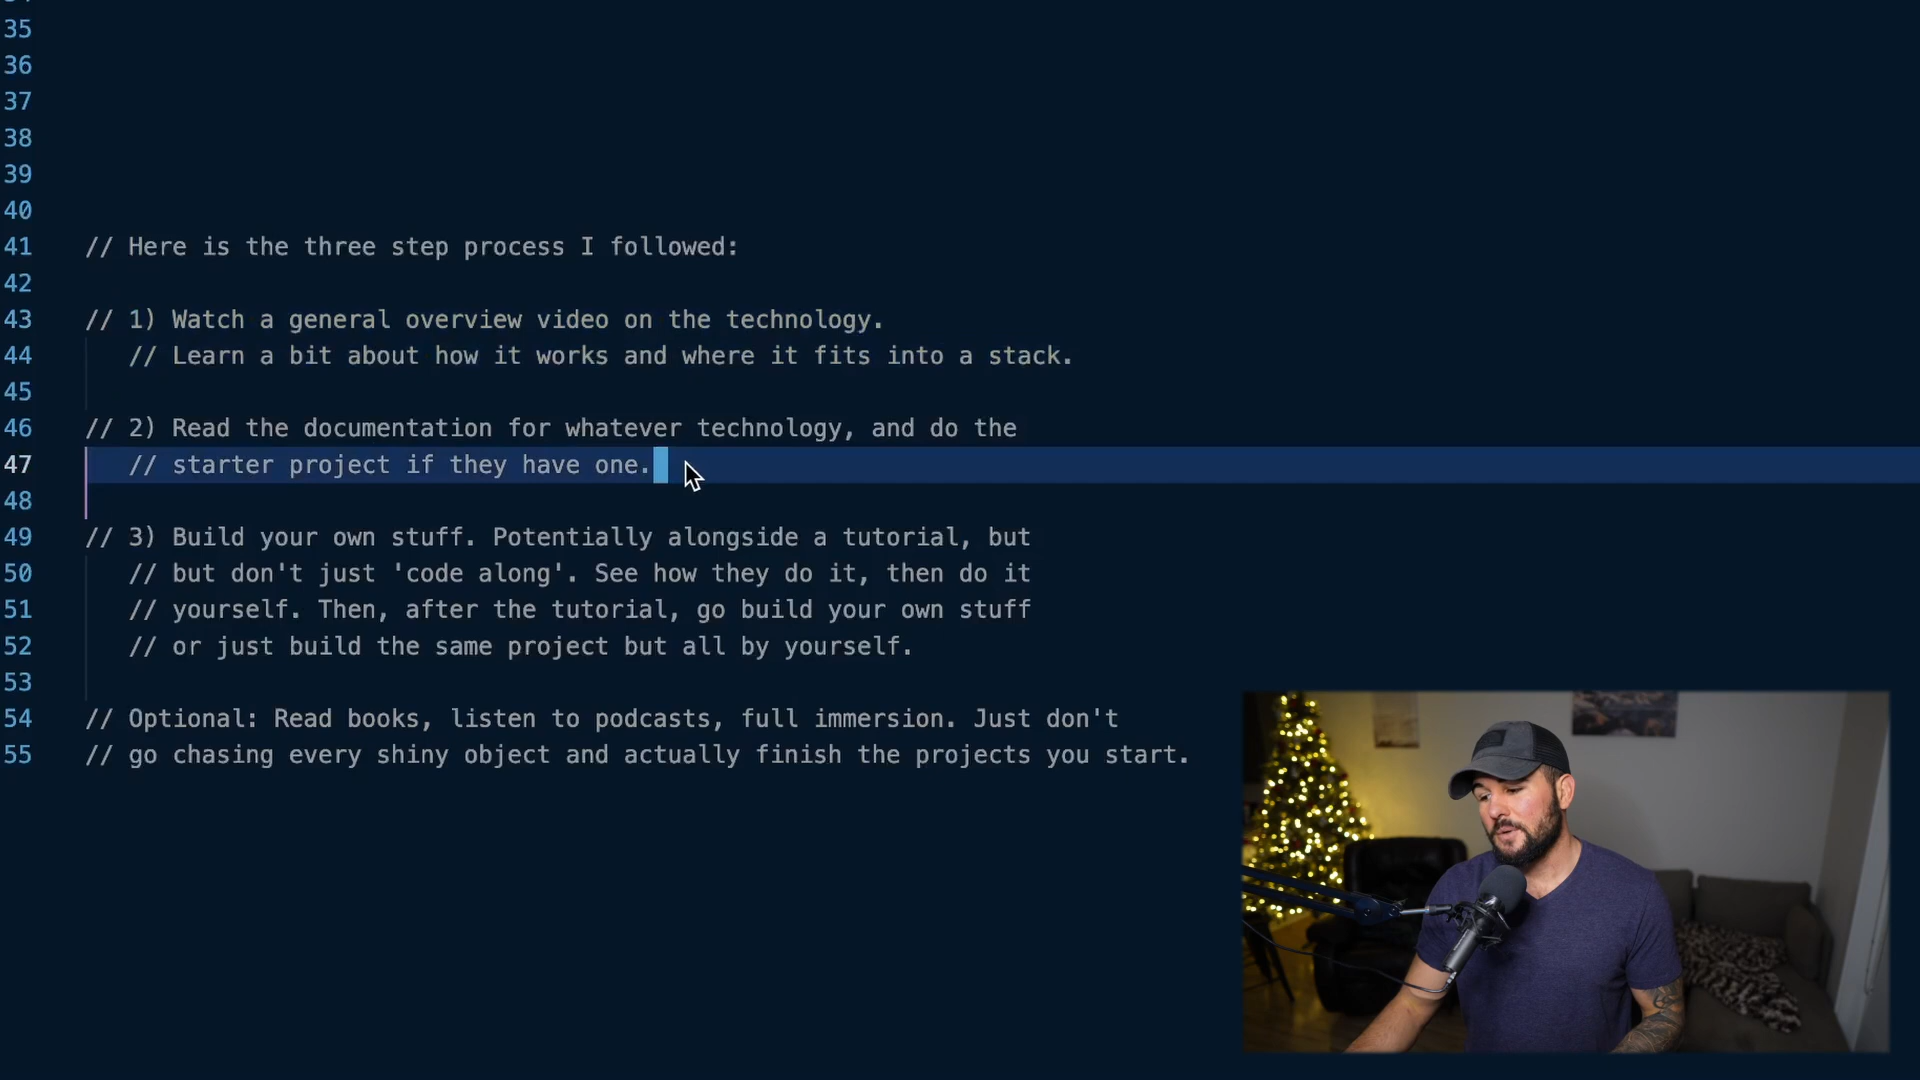 35
36
37
38
39
40
41 // Here is the three step process I followed:
42
43 // 1) Watch a general overview video on the technology.
44 // Learn a bit about how it works and where it fits into a stack.
45
46 // 2) Read the documentation for whatever technology, and do the
47 // starter project if they have one.
48
49 // 3) Build your own stuff. Potentially alongside a tutorial, but
50 // but don't just 'code along'. See how they do it, then do it
51 // yourself. Then, after the tutorial, go build your own stuff
52 // or just build the same project but all by yourself.
53
54 // Optional: Read books, listen to podcasts, full immersion. Just don't
55 // go chasing every shiny object and actually finish the projects you start.